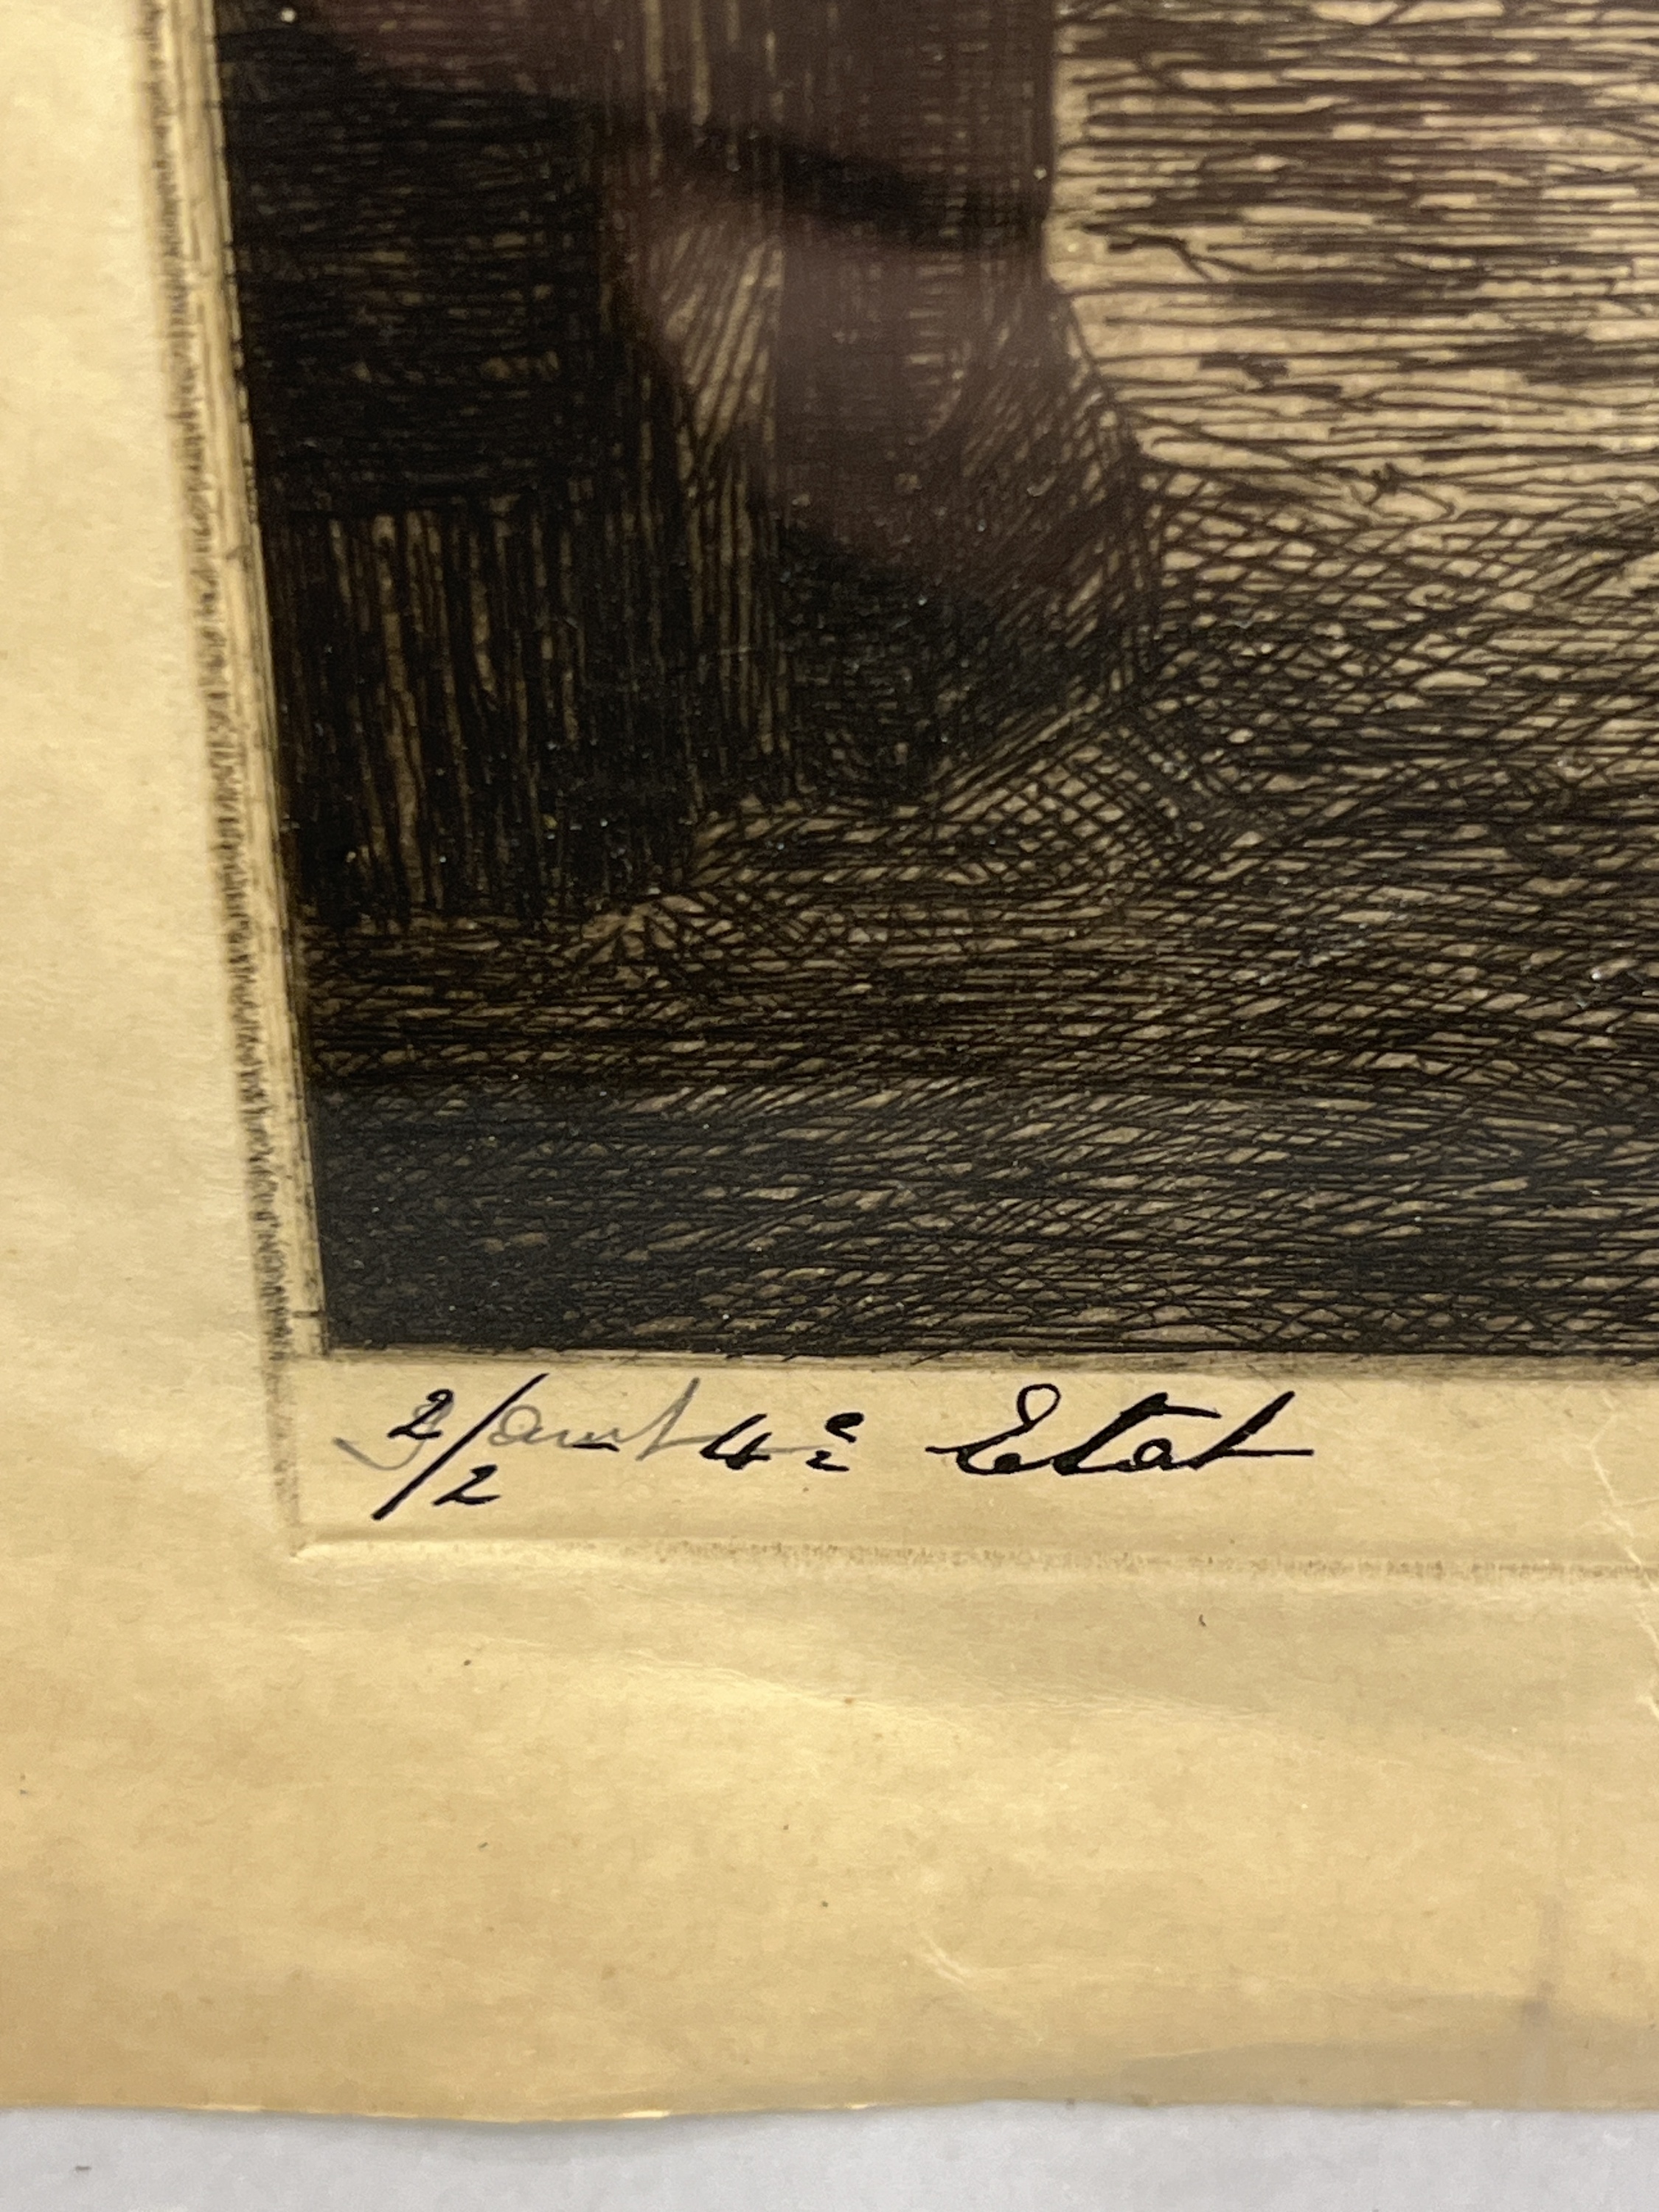 2/2 - 4e Etat